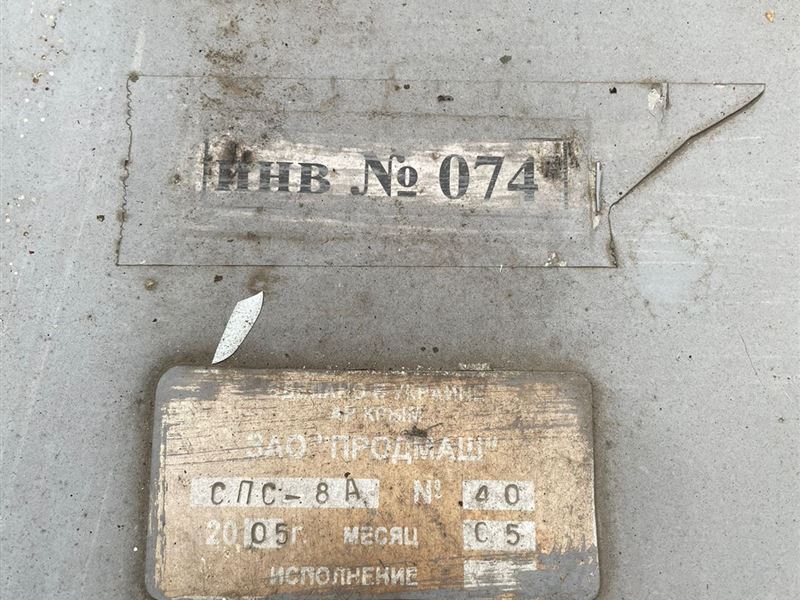 ИНВ № 074
СДЕЛАНО В УКРАИНЕ
АР КРЫМ
ЗАО "ПРОДМАШ"
СПС-8А № 40
2005г. МЕСЯЦ 05
ИСПОЛНЕНИЕ